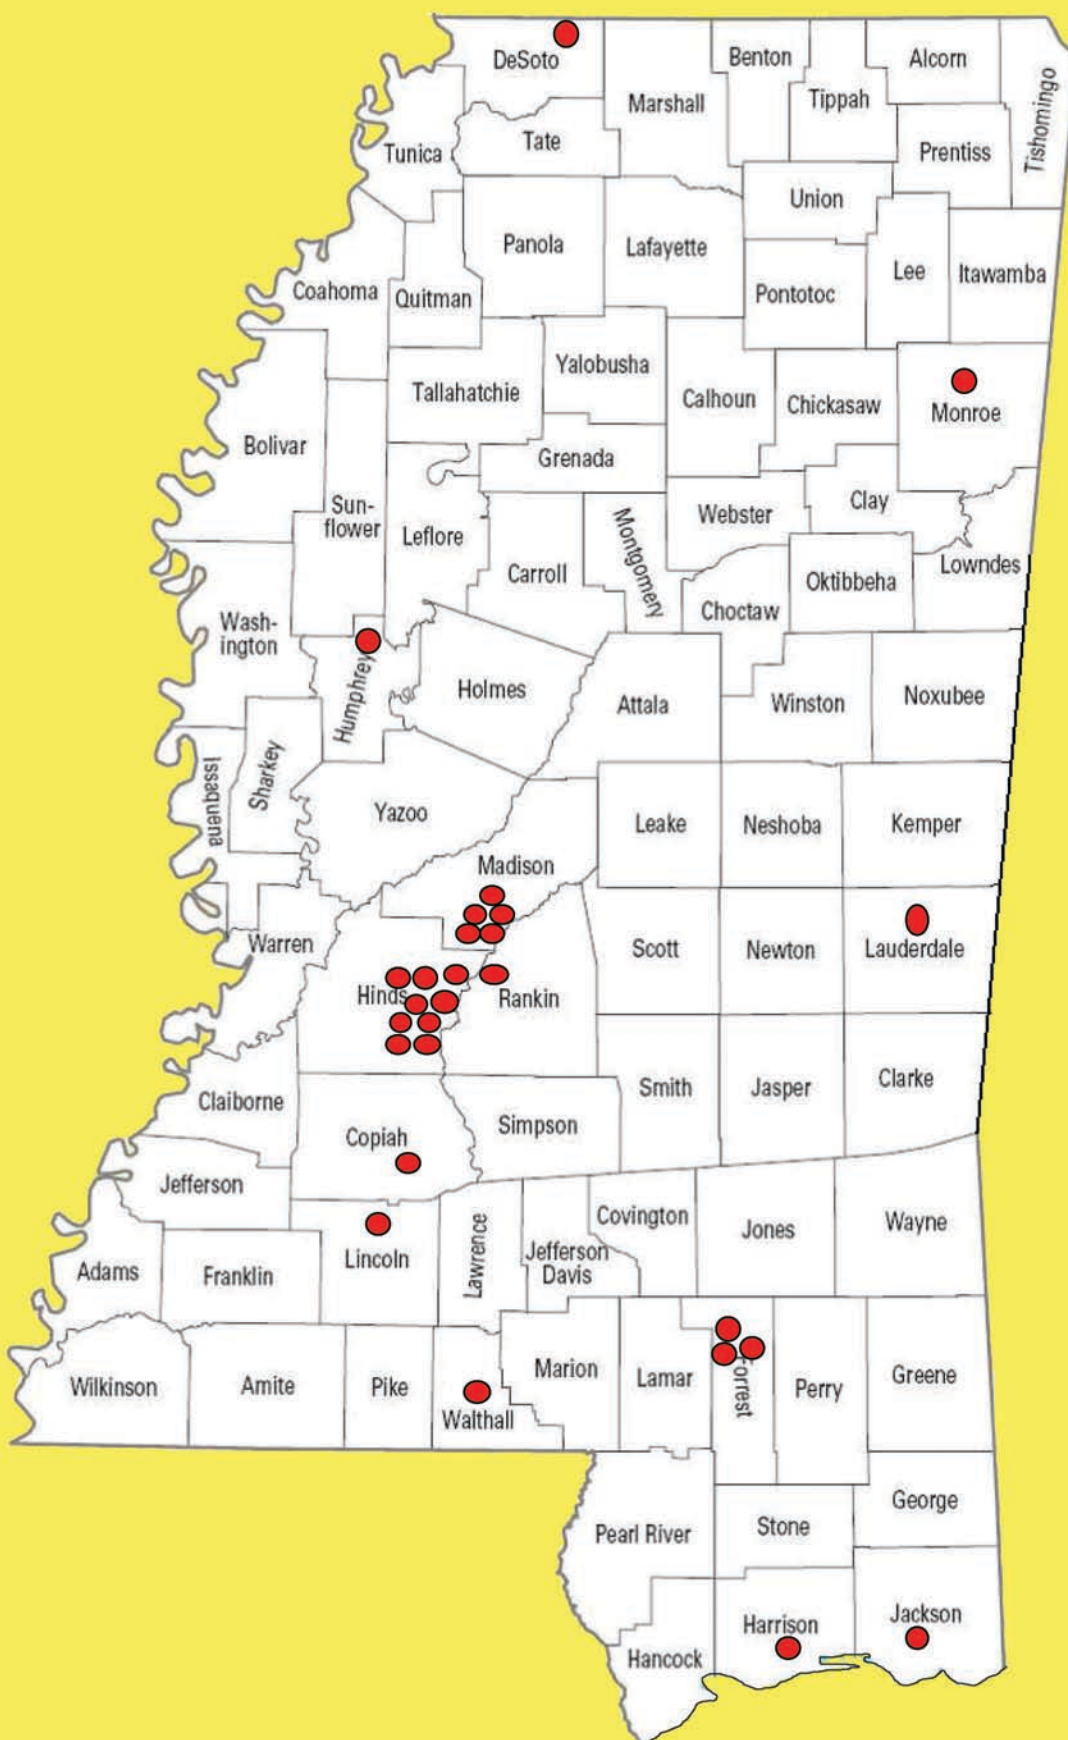 DeSoto
Benton
Alcorn
Marshall
Tippah
Tishomingo
Tate
Tunica
Prentiss
Union
Panola
Lafayette
Lee
Itawamba
Coahoma
Quitman
Pontotoc
Yalobusha
Tallahatchie
Calhoun
Chickasaw
Monroe
Bolivar
Grenada
Sun-
flower
Leflore
Webster
Clay
Montgomery
Carroll
Lowndes
Oktibbeha
Choctaw
Wash-
ington
Humphrey
Holmes
Attala
Winston
Noxubee
Issaquena
Sharkey
Yazoo
Leake
Neshoba
Kemper
Madison
Warren
Scott
Newton
Lauderdale
Hinds
Rankin
Smith
Jasper
Clarke
Claiborne
Copiah
Simpson
Jefferson
Covington
Jones
Wayne
Lawrence
Jefferson
Davis
Adams
Franklin
Lincoln
Wilkinson
Amite
Pike
Walthall
Marion
Lamar
Forrest
Perry
Greene
George
Pearl River
Stone
Harrison
Jackson
Hancock